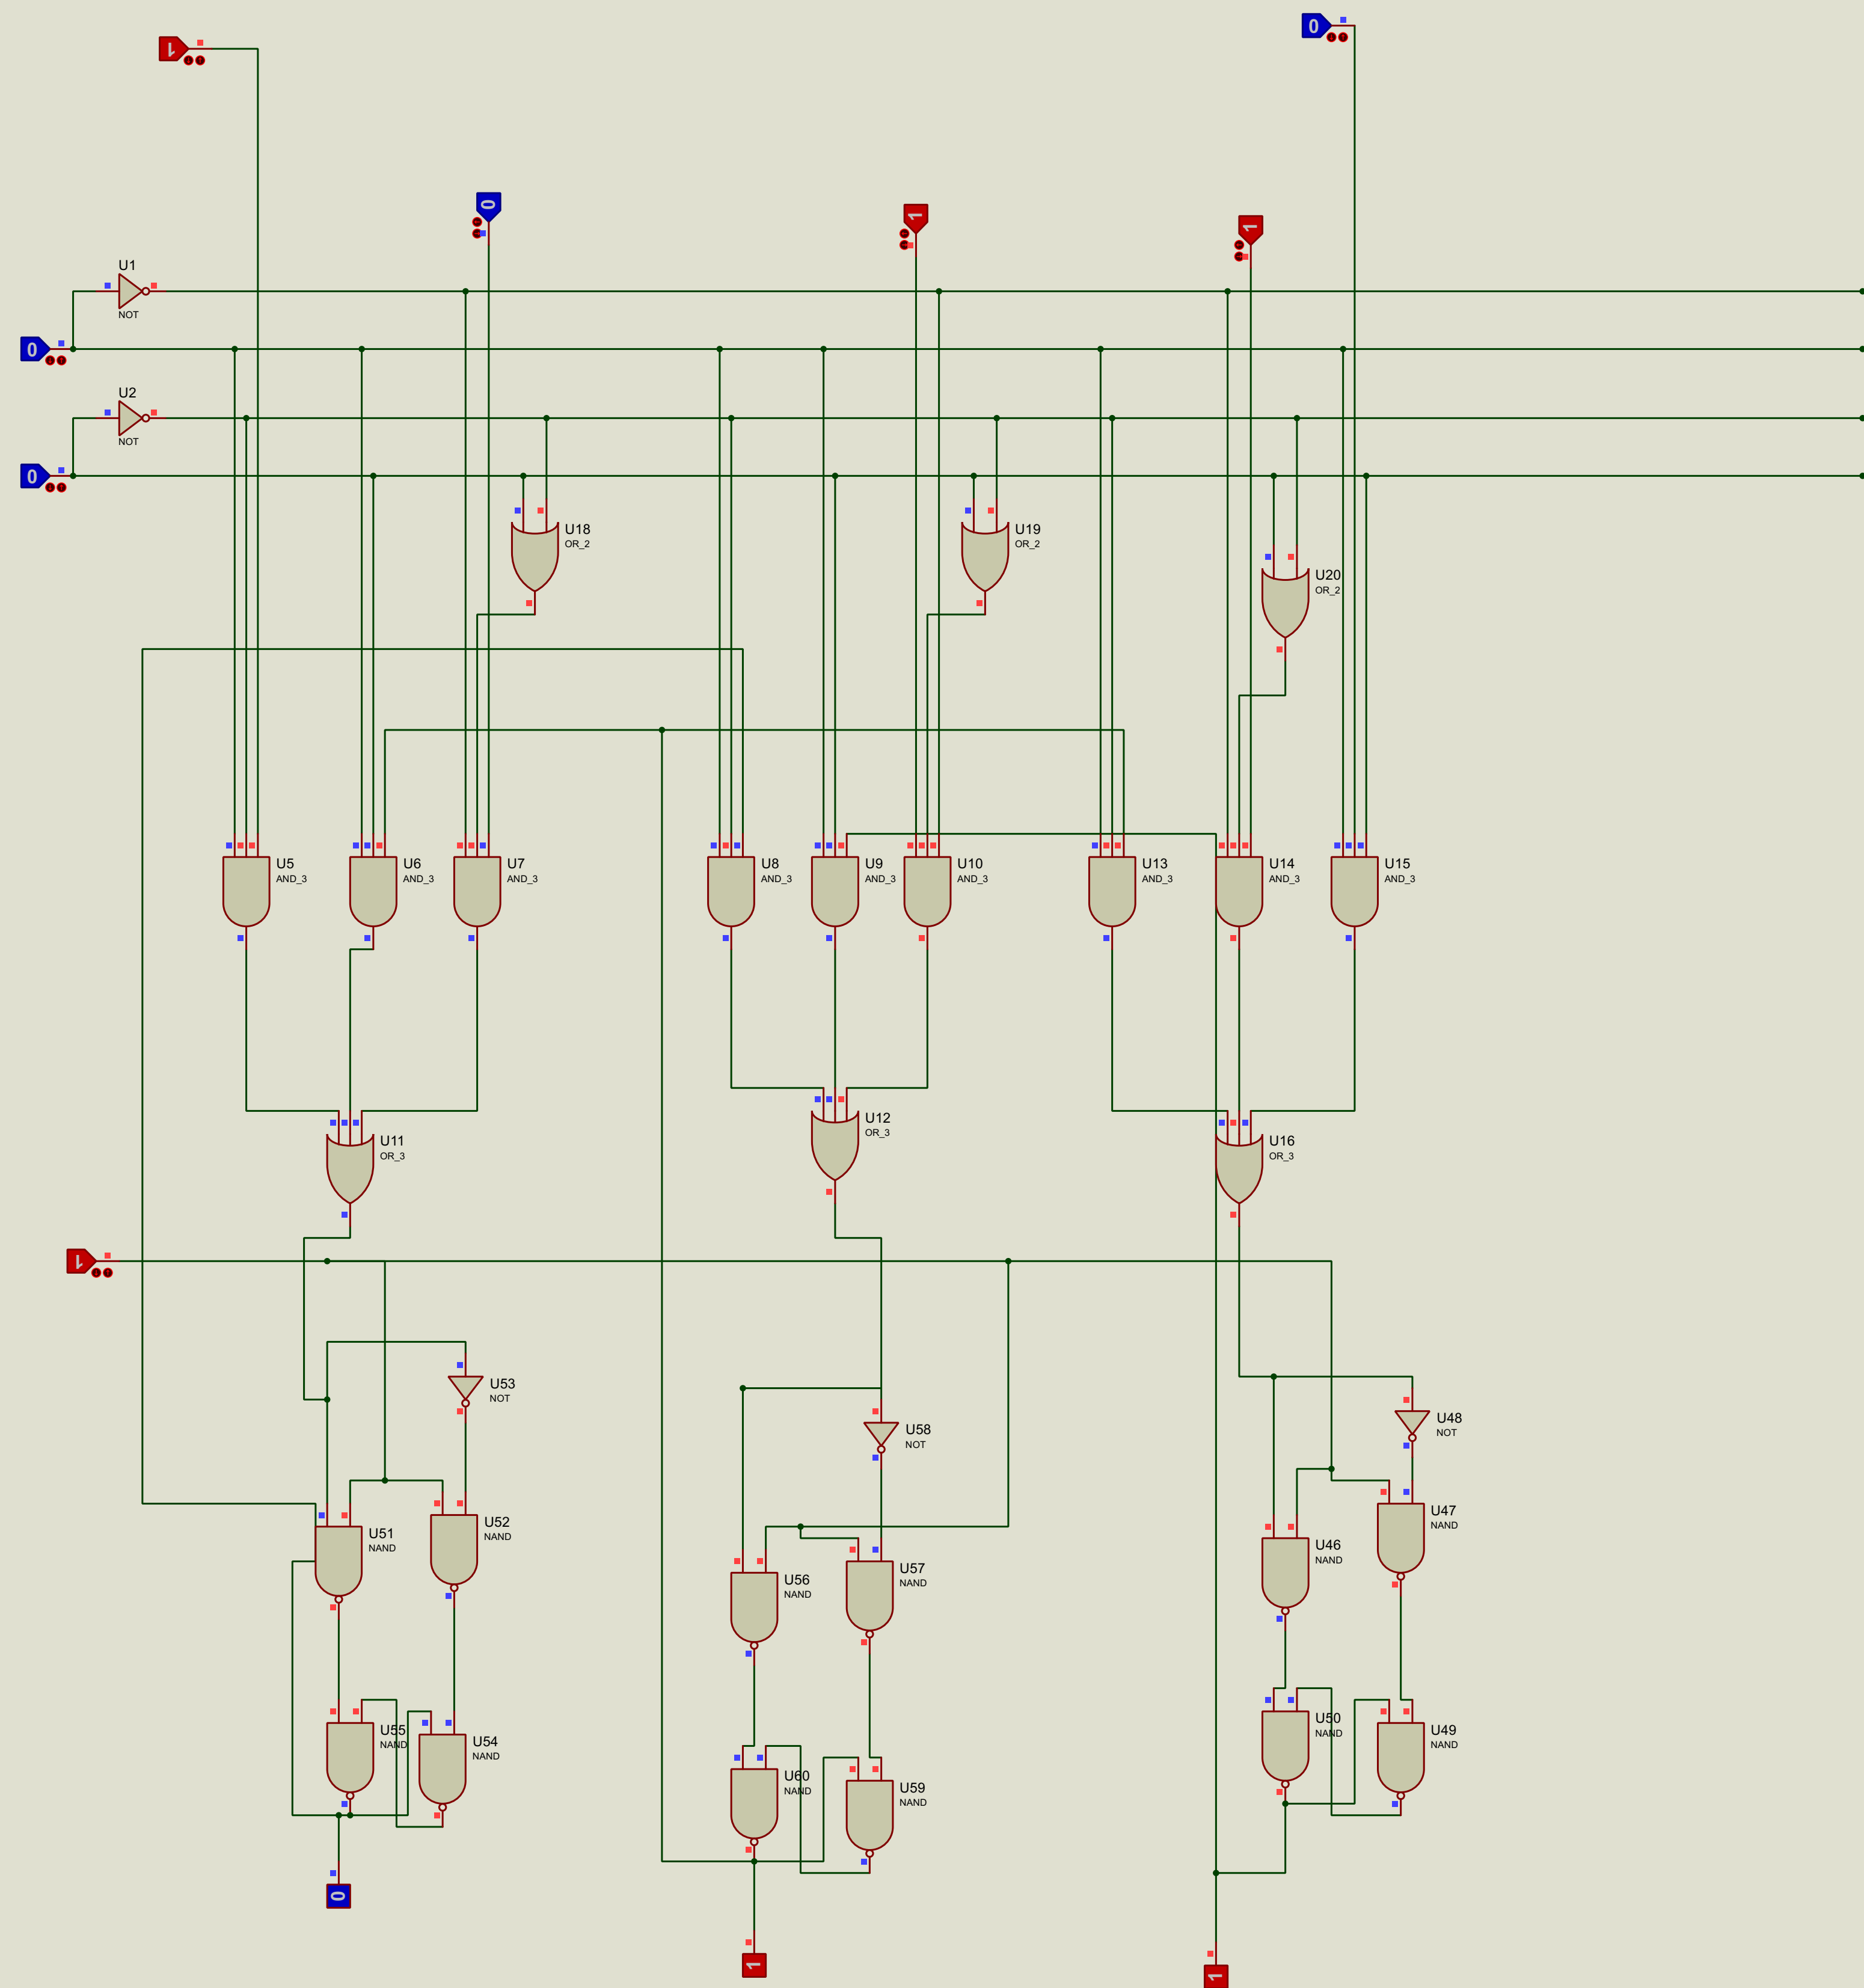 0
1
0
1
1
U1
NOT
0
U2
NOT
0
U18
OR_2
U19
OR_2
U20
OR_2
U5
AND_3
U6
AND_3
U7
AND_3
U8
AND_3
U9
AND_3
U10
AND_3
U13
AND_3
U14
AND_3
U15
AND_3
U11
OR_3
U12
OR_3
U16
OR_3
1
U53
NOT
U58
NOT
U48
NOT
U51
NAND
U52
NAND
U56
NAND
U57
NAND
U46
NAND
U47
NAND
U55
NAND
U54
NAND
U60
NAND
U59
NAND
U50
NAND
U49
NAND
0
1
1